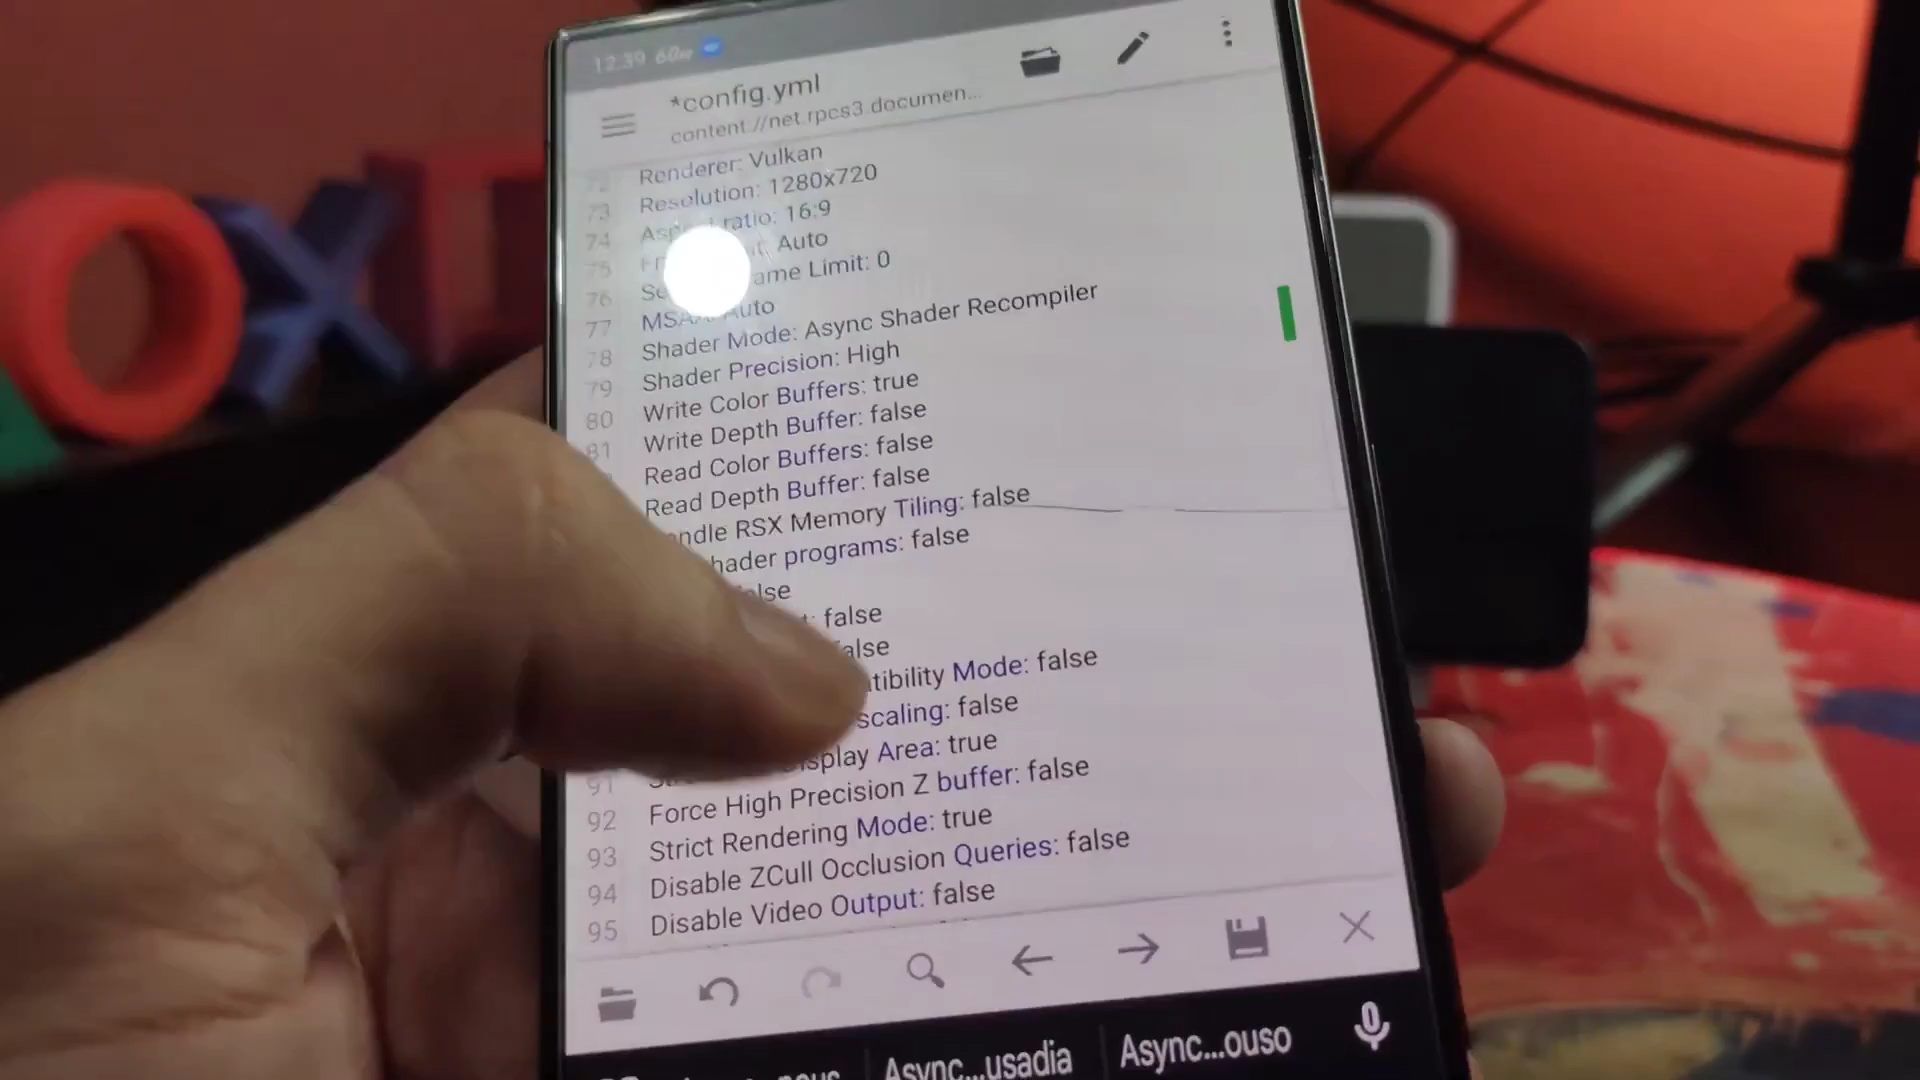 12:39
*config.yml
content://net.rpcs3.documen...
72 Renderer: Vulkan
73 Resolution: 1280x720
74 ratio: 16:9
75 Auto
76 ame Limit: 0
77 MSAA: Auto
78 Shader Mode: Async Shader Recompiler
79 Shader Precision: High
80 Write Color Buffers: true
81 Write Depth Buffer: false
Read Color Buffers: false
Read Depth Buffer: false
ndle RSX Memory Tiling: false
hader programs: false
alse
: false
alse
tibility Mode: false
scaling: false
91 splay Area: true
92 Force High Precision Z buffer: false
93 Strict Rendering Mode: true
94 Disable ZCull Occlusion Queries: false
95 Disable Video Output: false
Async...usadia
Async...ouso